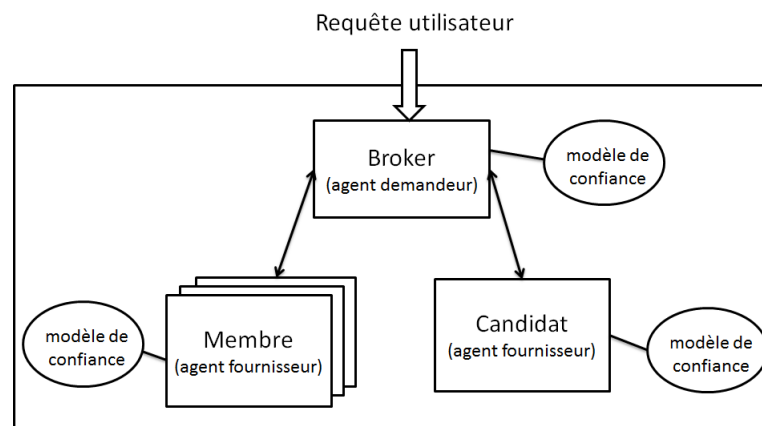 Requête utilisateur
Broker
(agent demandeur)
modèle de
confiance
modèle de
confiance
Membre
(agent fournisseur)
Candidat
(agent fournisseur)
modèle de
confiance